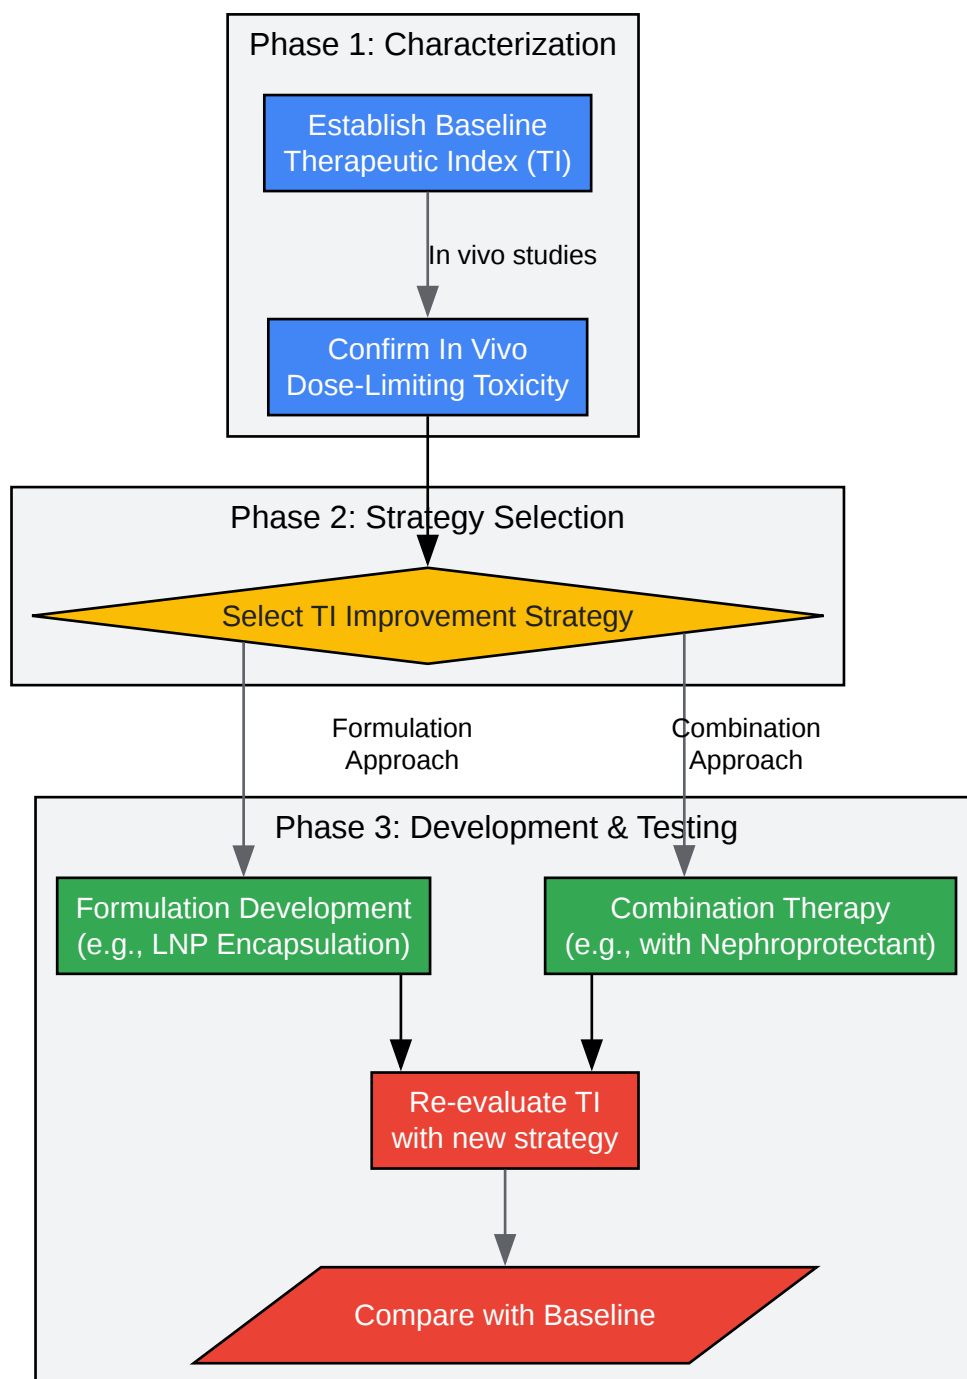 Phase 1: Characterization
Establish Baseline
Therapeutic Index (TI)
In vivo studies
Confirm In Vivo
Dose-Limiting Toxicity
Phase 2: Strategy Selection
Select TI Improvement Strategy
Formulation
Approach
Combination
Approach
Phase 3: Development & Testing
Formulation Development
(e.g., LNP Encapsulation)
Combination Therapy
(e.g., with Nephroprotectant)
Re-evaluate TI
with new strategy
Compare with Baseline